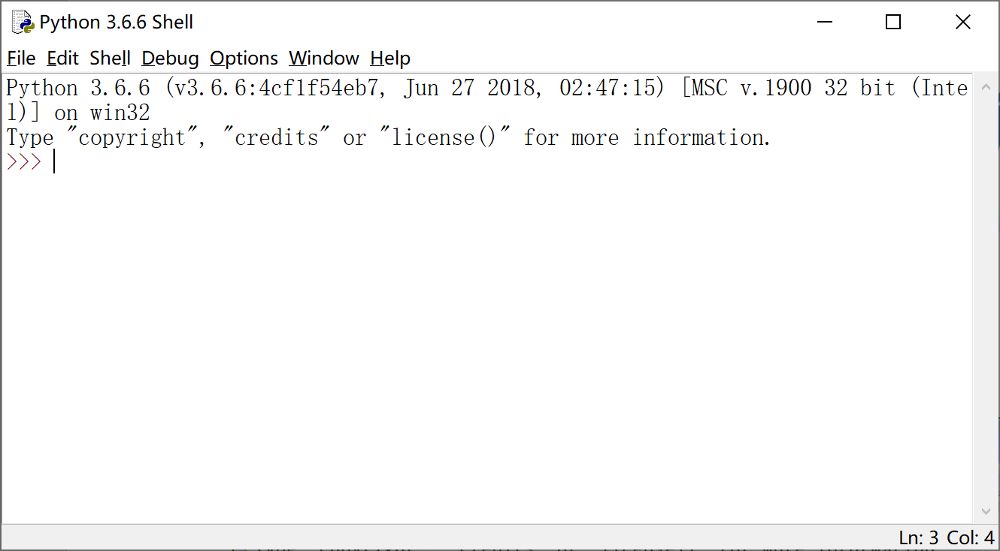 Python 3.6.6 Shell
File Edit Shell Debug Options Window Help
Python 3.6.6 (v3.6.6:4cf1f54eb7, Jun 27 2018, 02:47:15) [MSC v.1900 32 bit (Inte
l)] on win32
Type "copyright", "credits" or "license()" for more information.
>>>
Ln: 3 Col: 4